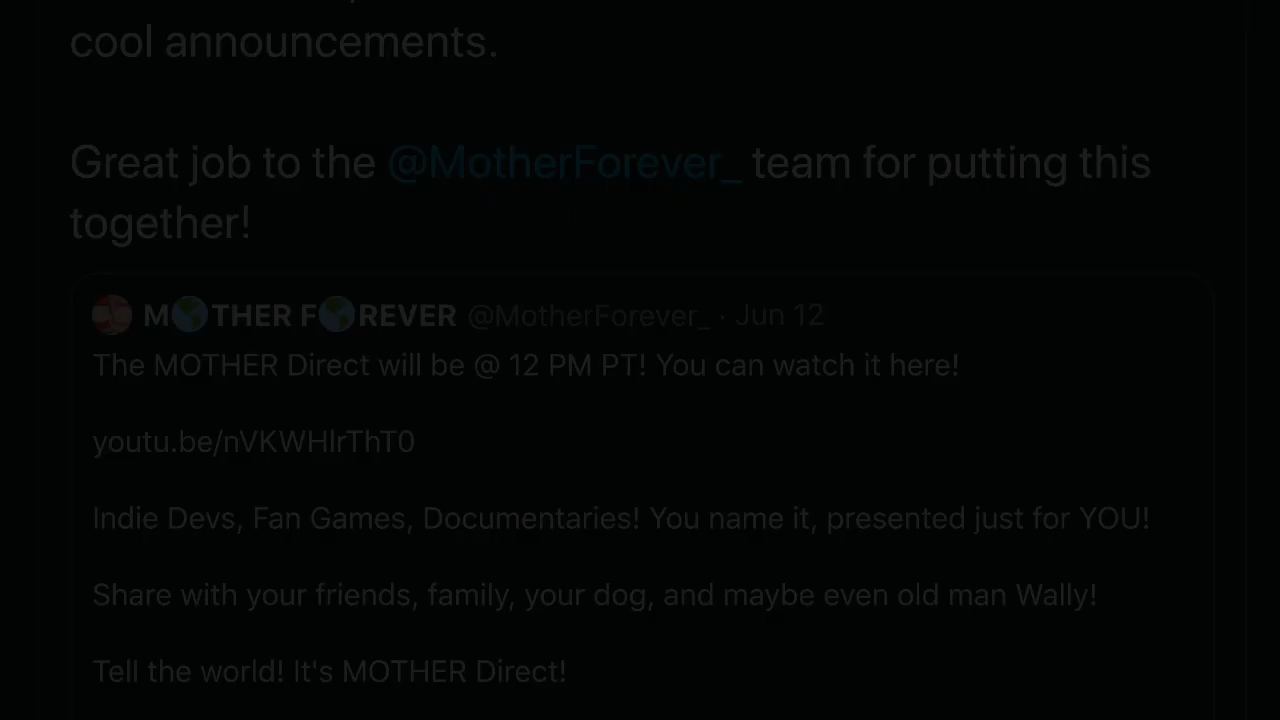 cool announcements.
Great job to the @MotherForever_ team for putting this
together!
M🌎THER F🌎REVER @MotherForever_ · Jun 12
The MOTHER Direct will be @ 12 PM PT! You can watch it here!
youtu.be/nVKWHlrThT0
Indie Devs, Fan Games, Documentaries! You name it, presented just for YOU!
Share with your friends, family, your dog, and maybe even old man Wally!
Tell the world! It's MOTHER Direct!